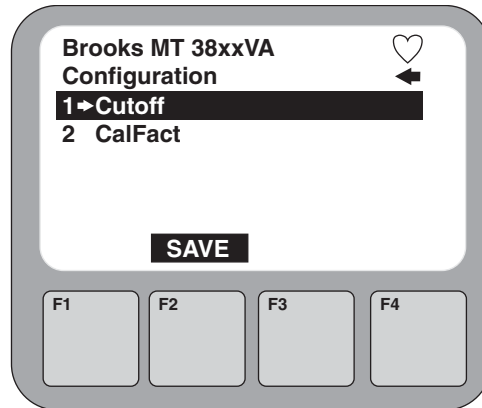 Brooks MT 38xxVA
Configuration
1➔Cutoff
2 CalFact
SAVE
F1 F2 F3 F4